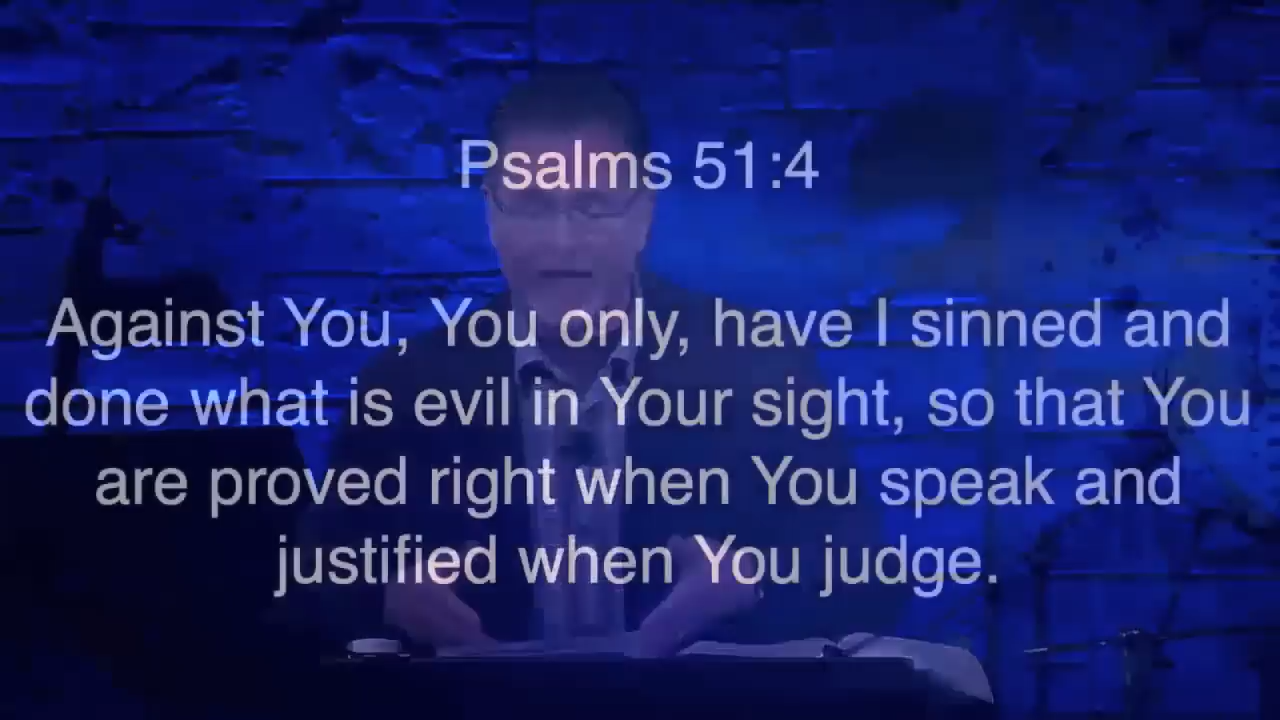 Psalms 51:4
Against You, You only, have I sinned and
done what is evil in Your sight, so that You
are proved right when You speak and
justified when You judge.